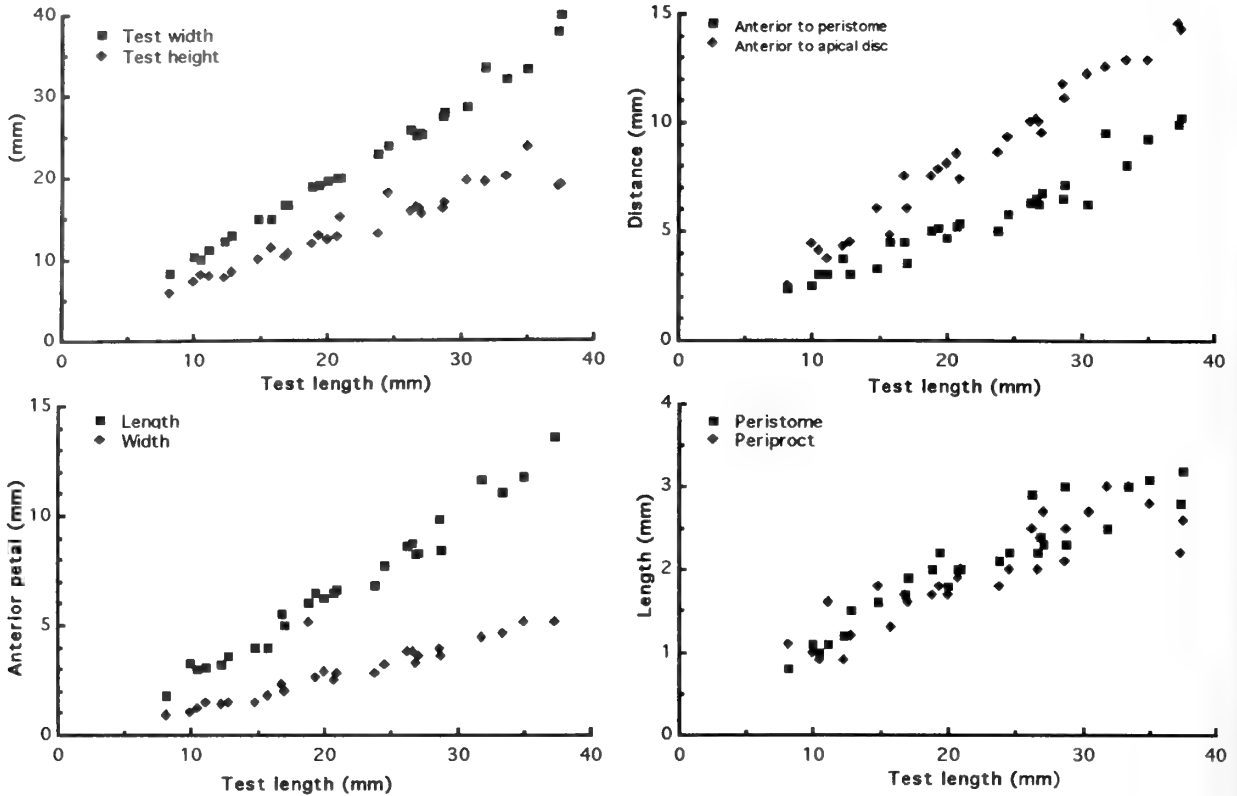 40
30
20
10
0
(mm)
Test width
Test height
0 10 20 30 40
Test length (mm)
15
10
5
0
Distance (mm)
Anterior to peristome
Anterior to apical disc
0 10 20 30 40
Test length (mm)
15
10
5
0
Anterior petal (mm)
Length
Width
0 10 20 30 40
Test length (mm)
4
3
2
1
0
Length (mm)
Peristome
Periproct
0 10 20 30 40
Test length (mm)